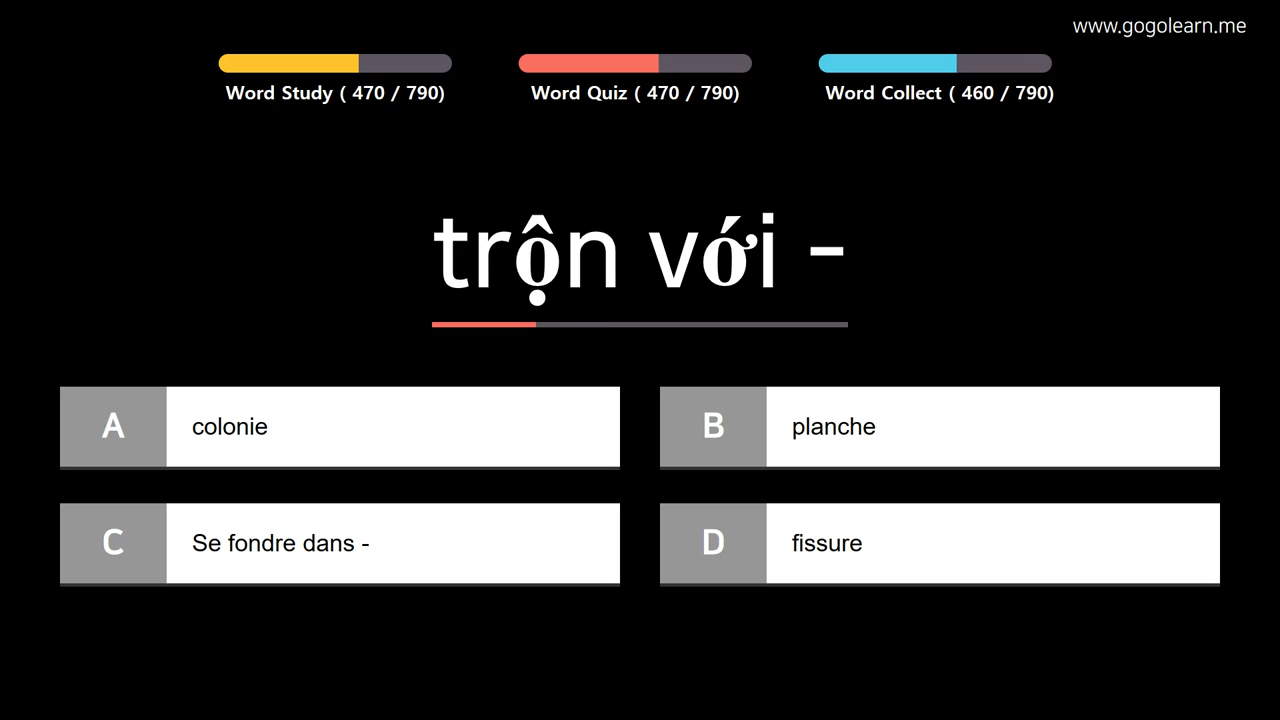 www.gogolearn.me
Word Study ( 470 / 790)
Word Quiz ( 470 / 790)
Word Collect ( 460 / 790)
trộn với -
A colonie
B planche
C Se fondre dans -
D fissure